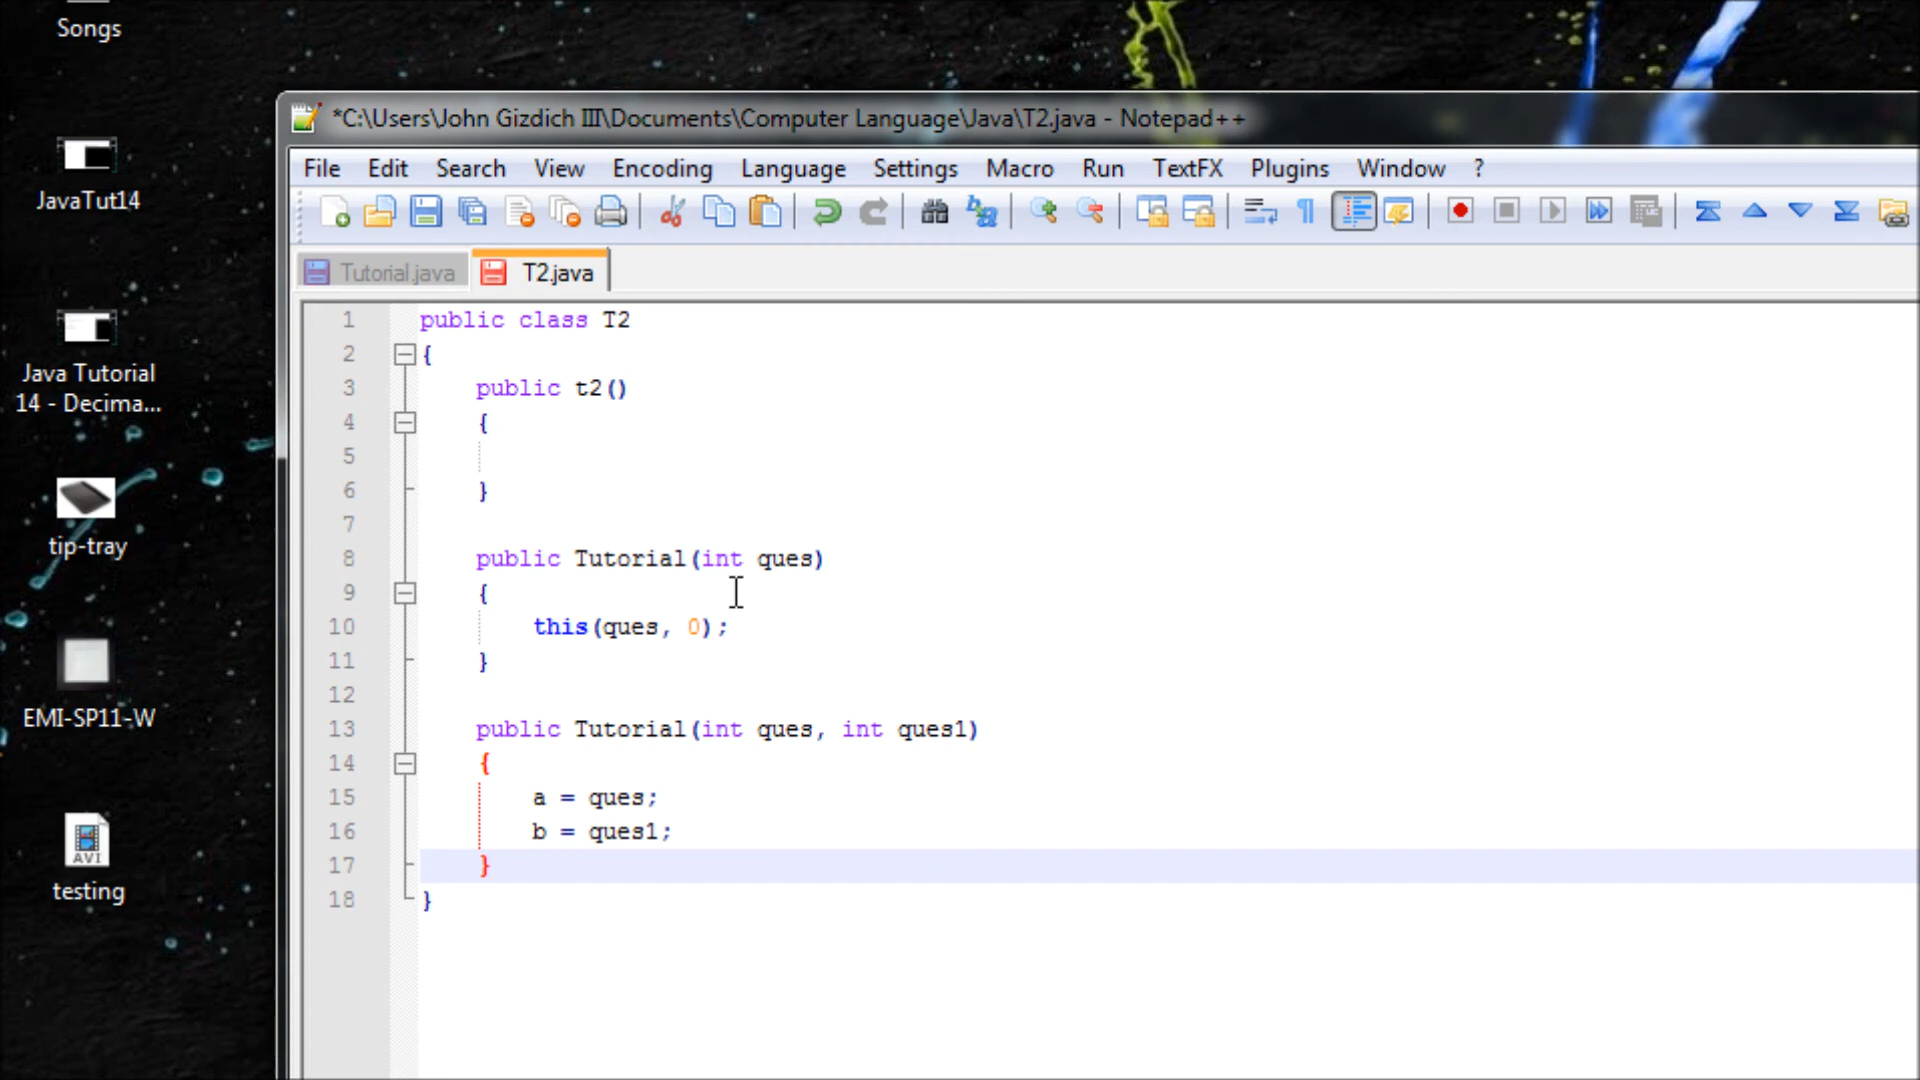 Songs
JavaTut14
Java Tutorial
14 - Decima...
tip-tray
EMI-SP11-W
AVI
testing
*C:\Users\John Gizdich III\Documents\Computer Language\Java\T2.java - Notepad++
File Edit Search View Encoding Language Settings Macro Run TextFX Plugins Window ?
Tutorial.java T2.java
1 public class T2
2 {
3 public t2()
4 {
5
6 }
7
8 public Tutorial(int ques)
9 {
10 this(ques, 0);
11 }
12
13 public Tutorial(int ques, int ques1)
14 {
15 a = ques;
16 b = ques1;
17 }
18 }